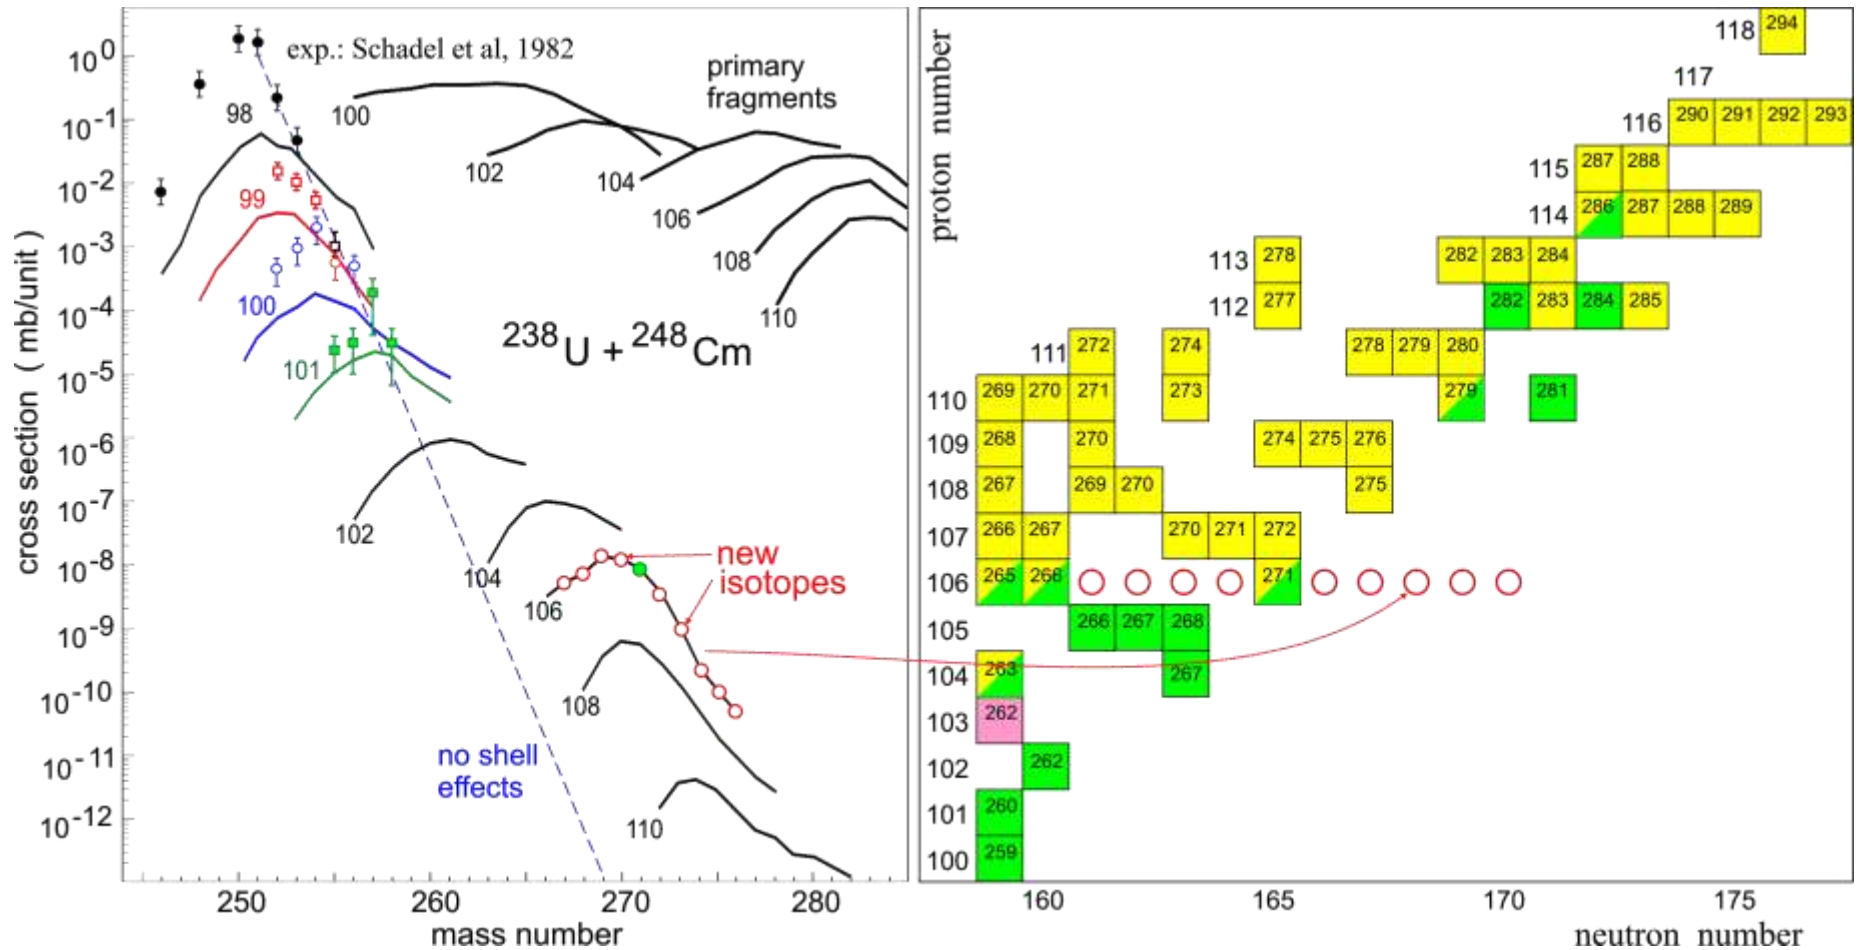 exp.: Schadel et al, 1982
primary
fragments
98
100
102
104
106
108
110
99
100
101
238U + 248Cm
102
104
106
108
110
new
isotopes
no shell
effects
cross section ( mb/unit )
10^0
10^-1
10^-2
10^-3
10^-4
10^-5
10^-6
10^-7
10^-8
10^-9
10^-10
10^-11
10^-12
250 260 270 280
mass number
proton number
118 294
117
116 290 291 292 293
115 287 288
114 286 287 288 289
113 278 282 283 284
112 277 282 283 284 285
111 272 274 278 279 280
110 269 270 271 273 279 281
109 268 270 274 275 276
108 267 269 270 275
107 266 267 270 271 272
106 265 266 271
105 266 267 268
104 263 267
103 262
102 262
101 260
100 259
160 165 170 175
neutron number